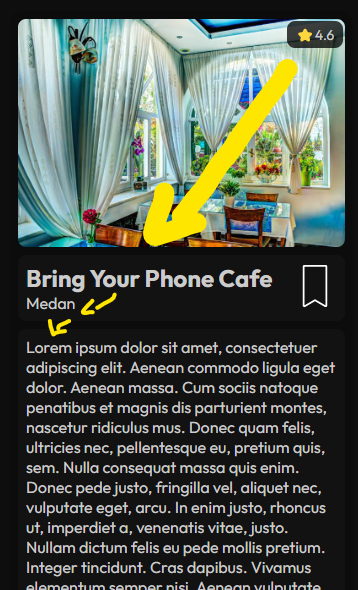 4.6
Bring Your Phone Cafe
Medan
Lorem ipsum dolor sit amet, consectetuer
adipiscing elit. Aenean commodo ligula eget
dolor. Aenean massa. Cum sociis natoque
penatibus et magnis dis parturient montes,
nascetur ridiculus mus. Donec quam felis,
ultricies nec, pellentesque eu, pretium quis,
sem. Nulla consequat massa quis enim.
Donec pede justo, fringilla vel, aliquet nec,
vulputate eget, arcu. In enim justo, rhoncus
ut, imperdiet a, venenatis vitae, justo.
Nullam dictum felis eu pede mollis pretium.
Integer tincidunt. Cras dapibus. Vivamus
elementum semper nisi. Aenean vulputate